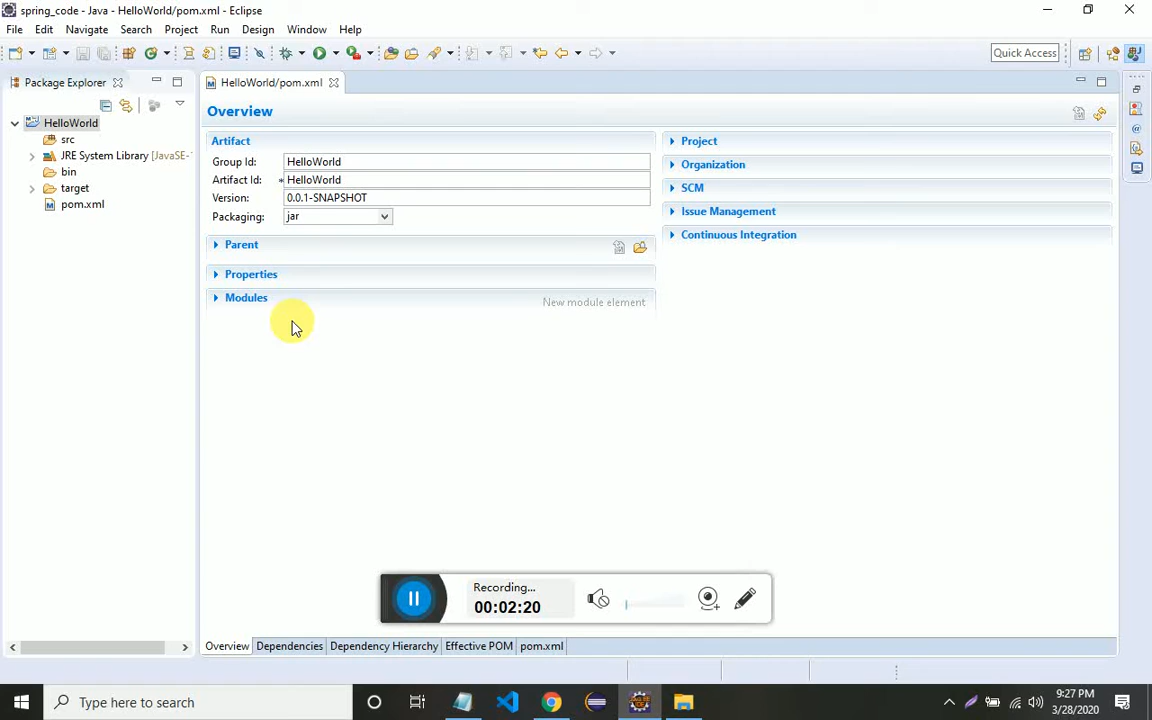 spring_code - Java - HelloWorld/pom.xml - Eclipse
File Edit Navigate Search Project Run Design Window Help
Quick Access
Package Explorer
HelloWorld/pom.xml
HelloWorld
src
JRE System Library [JavaSE-
bin
target
pom.xml
Overview
Artifact
Group Id: HelloWorld
Artifact Id: * HelloWorld
Version: 0.0.1-SNAPSHOT
Packaging: jar
Parent
Properties
Modules New module element
Project
Organization
SCM
Issue Management
Continuous Integration
Recording...
00:02:20
Overview Dependencies Dependency Hierarchy Effective POM pom.xml
Type here to search
9:27 PM
3/28/2020